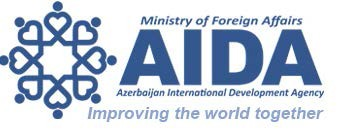 Ministry of Foreign Affairs
AIDA
Azerbaijan International Development Agency
Improving the world together